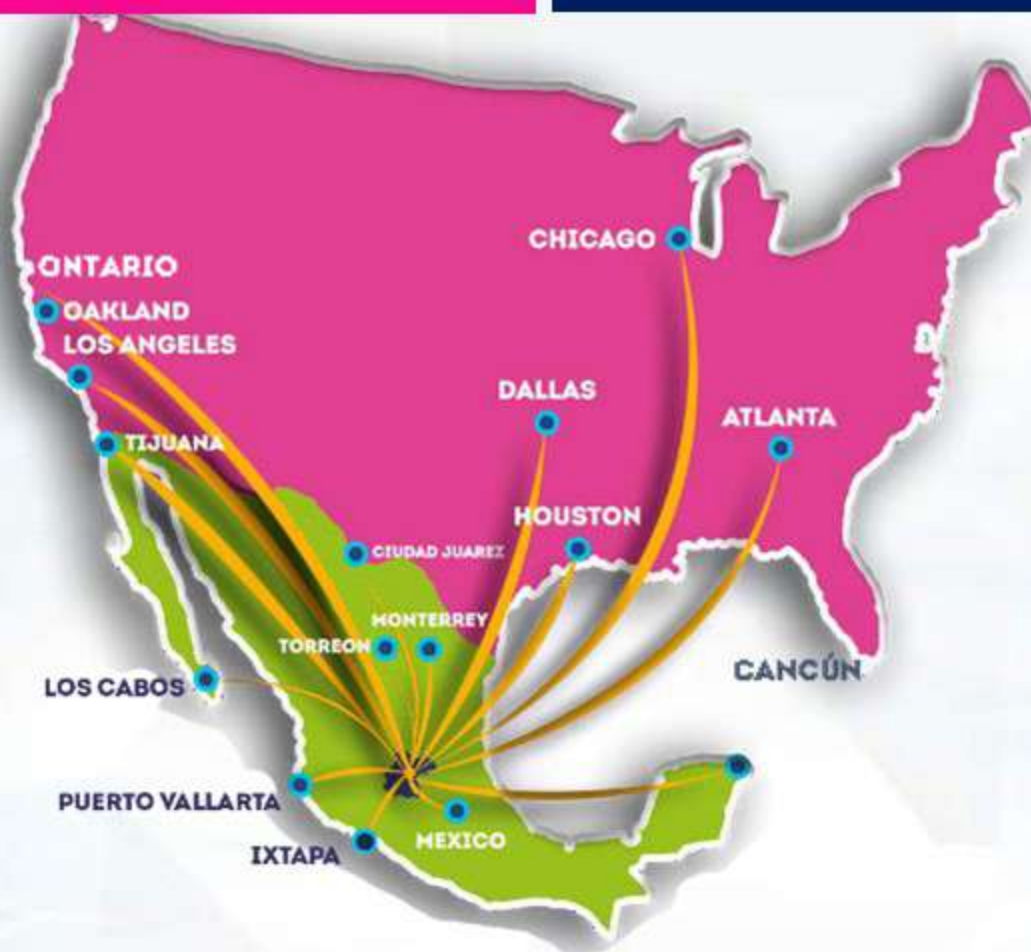 CHICAGO
ONTARIO
OAKLAND
LOS ANGELES
DALLAS
ATLANTA
TIJUANA
HOUSTON
CIUDAD JUAREZ
MONTERREY
TORREON
CANCÚN
LOS CABOS
PUERTO VALLARTA
MEXICO
IXTAPA